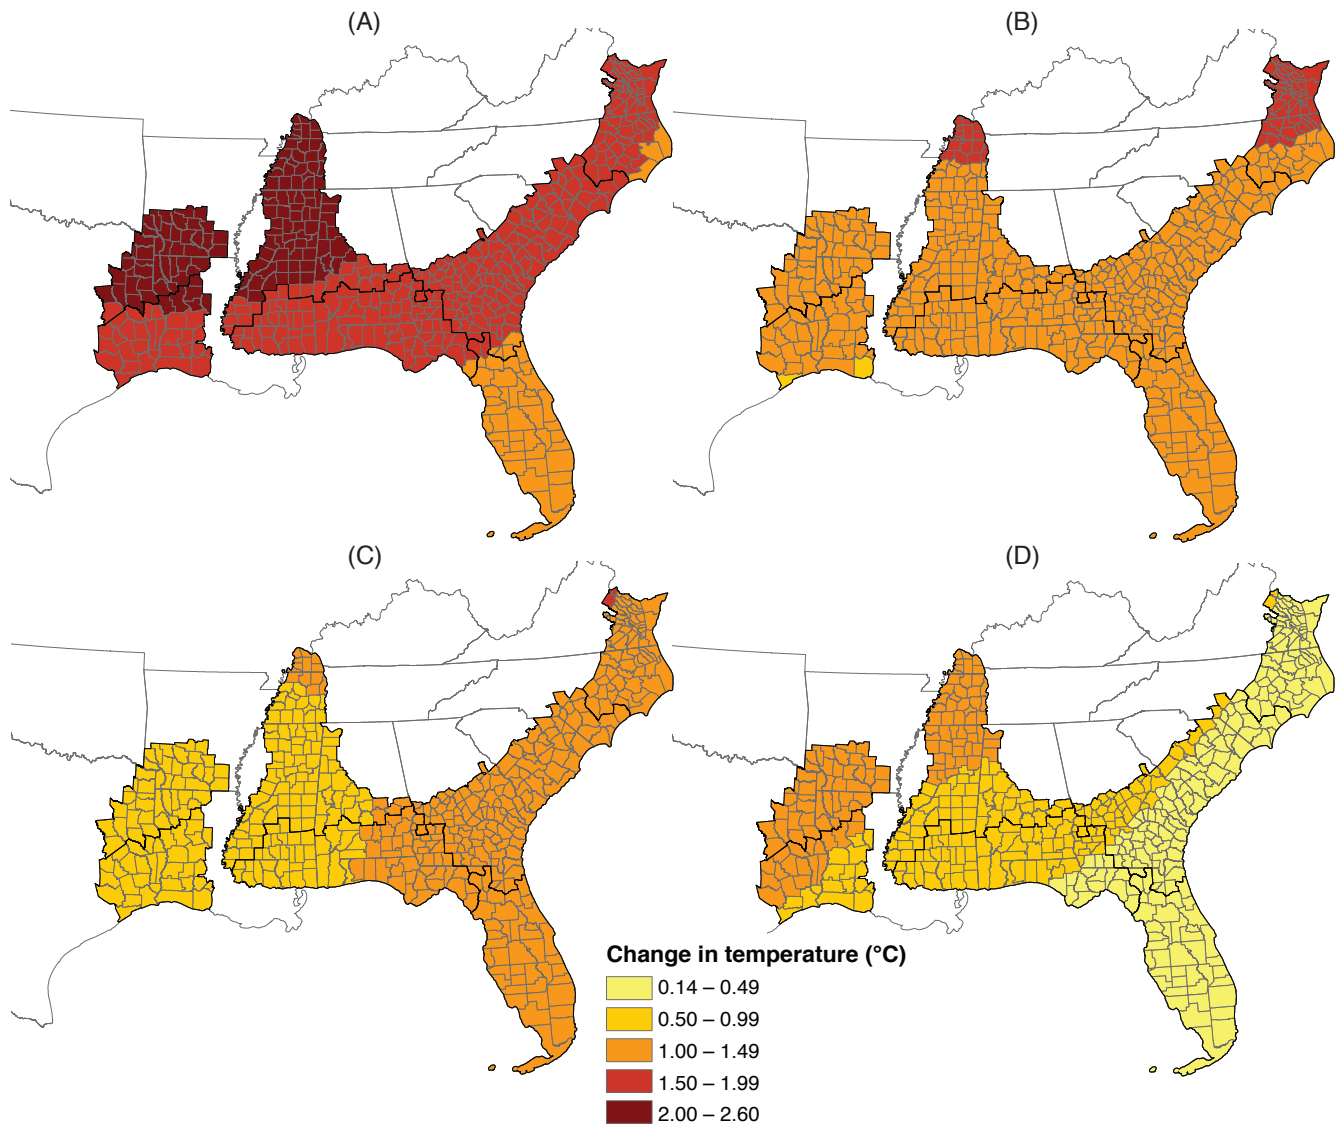 (A)
(B)
(C)
(D)
Change in temperature (°C)
0.14 – 0.49
0.50 – 0.99
1.00 – 1.49
1.50 – 1.99
2.00 – 2.60